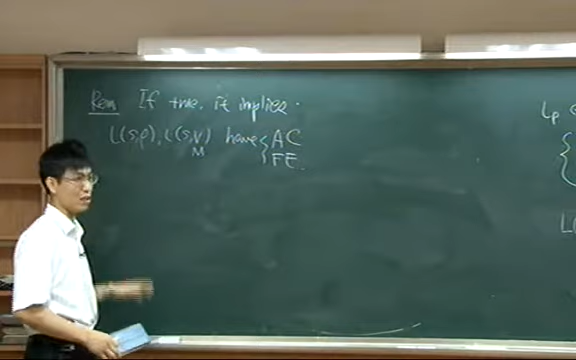 Rem If true, it implies.
L(s,ρ), L(s,V) have { AC
M
FE.
Lp
L(